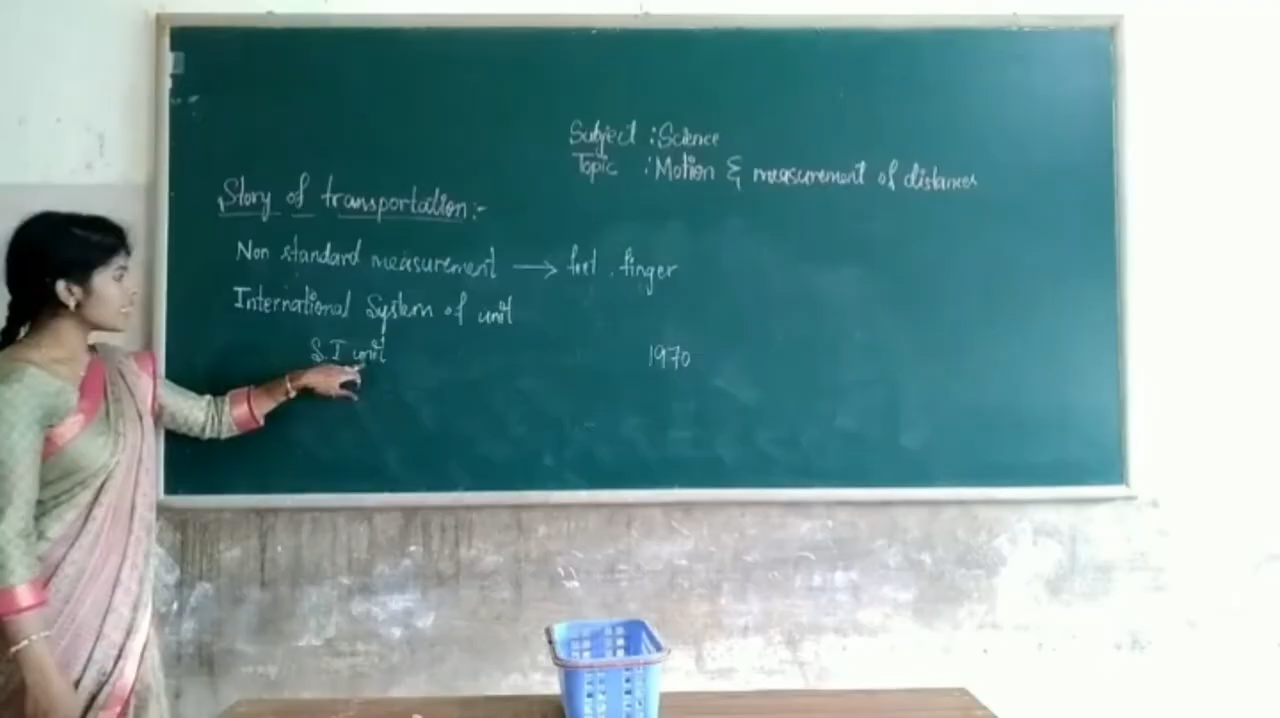 Subject : Science
Topic : Motion & measurement of distances
Story of transportation:-
Non standard measurement → feet, finger
International System of unit
S.I unit
1970